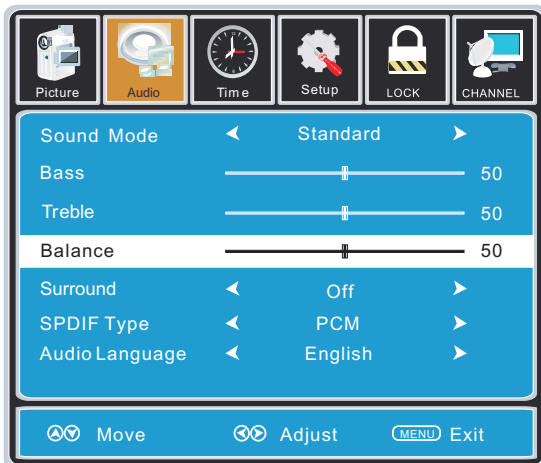 Picture Audio Time Setup LOCK CHANNEL
Sound Mode Standard
Bass 50
Treble 50
Balance 50
Surround Off
SPDIF Type PCM
Audio Language English
Move Adjust MENU Exit